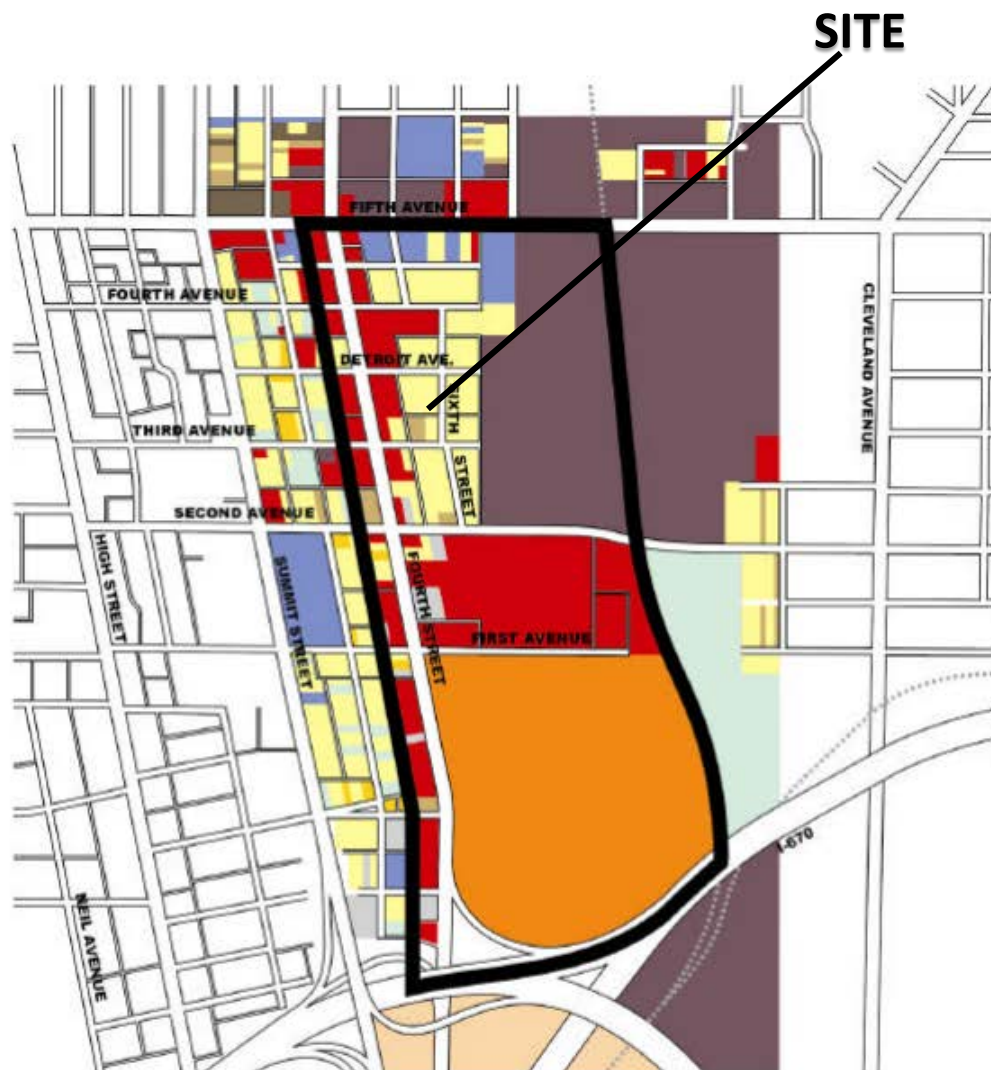 SITE
FIFTH AVENUE
FOURTH AVENUE
CLEVELAND AVENUE
DETROIT AVE.
SIXTH
STREET
THIRD AVENUE
SECOND AVENUE
HIGH STREET
SUMMIT STREET
FOURTH STREET
FIRST AVENUE
I-670
NEIL AVENUE